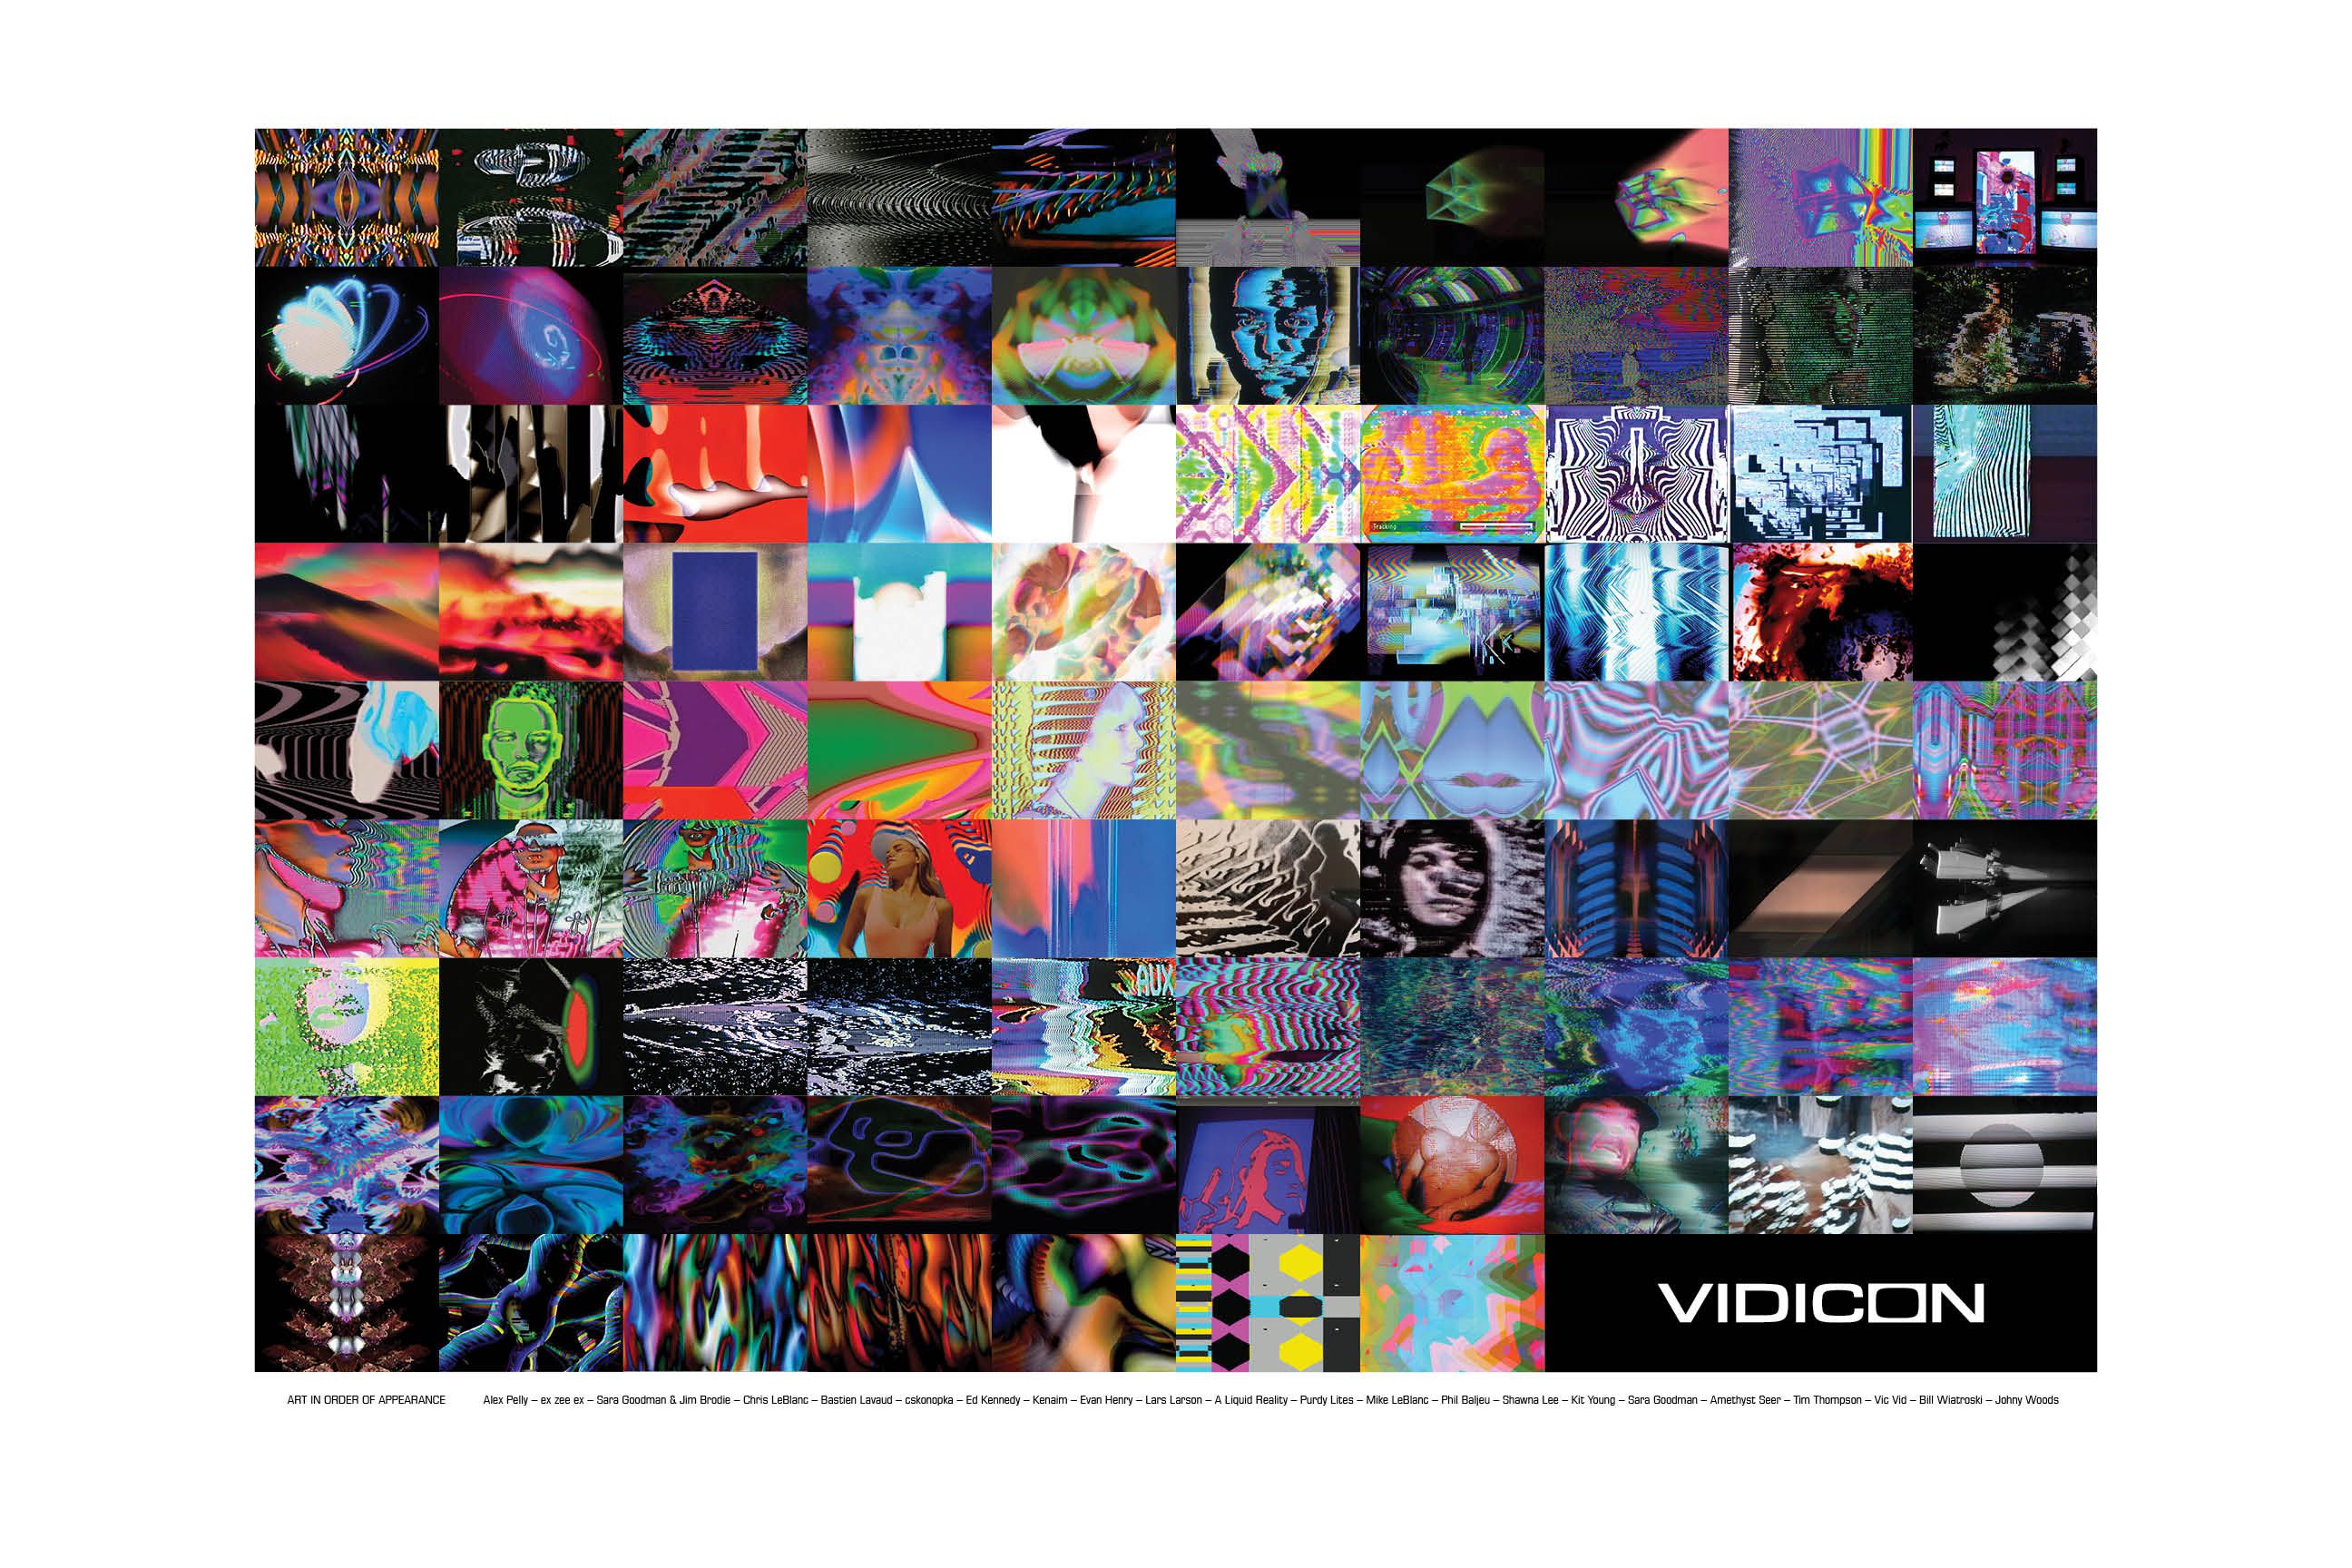 AUX
Tracking
VIDICON
ART IN ORDER OF APPEARANCE Alex Pelly – ex zee ex – Sara Goodman & Jim Brodie – Chris LeBlanc – Bastien Lavaud – cskonopka – Ed Kennedy – Kenaim – Evan Henry – Lars Larson – A Liquid Reality – Purdy Lites – Mike LeBlanc – Phil Baljeu – Shawna Lee – Kit Young – Sara Goodman – Amethyst Seer – Tim Thompson – Vic Vid – Bill Wiatroski – Johny Woods